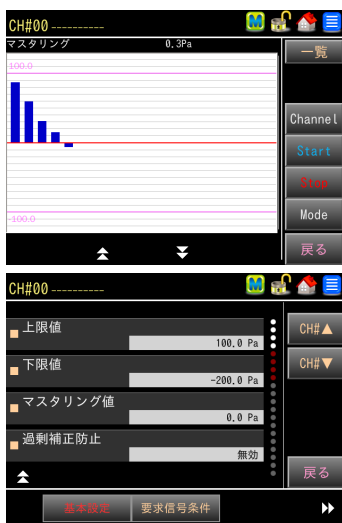 CH#00 ----------
M
マスタリング 0.3Pa
一覧
100.0
Channel
Start
Stop
Mode
-100.0
戻る
CH#00 ----------
M
上限値
100.0 Pa
CH#▲
下限値
-200.0 Pa
CH#▼
マスタリング値
0.0 Pa
過剰補正防止
無効
戻る
基本設定
要求信号条件